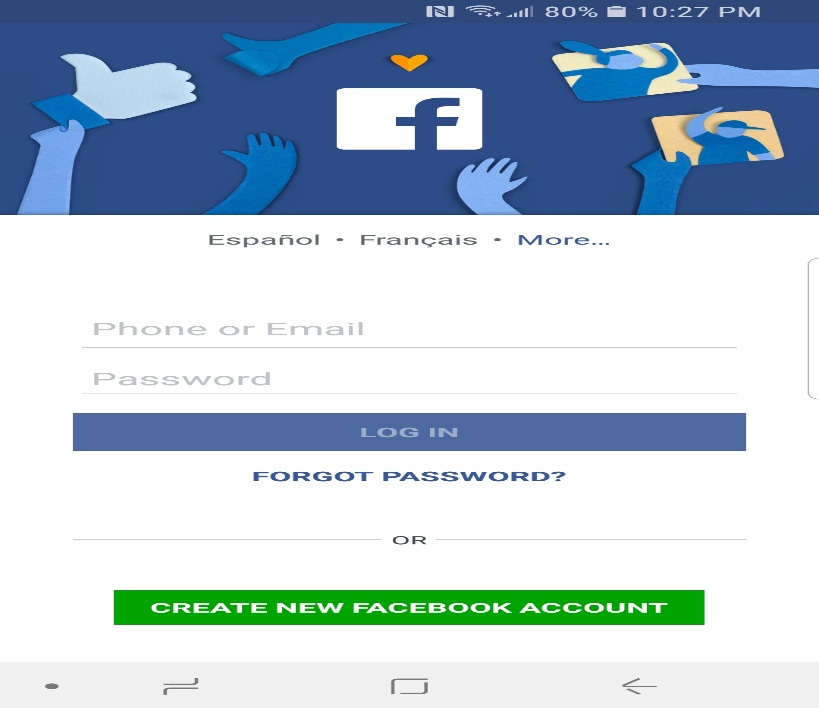 80% 10:27 PM
f
Español • Français • More...
Phone or Email
Password
LOG IN
FORGOT PASSWORD?
OR
CREATE NEW FACEBOOK ACCOUNT